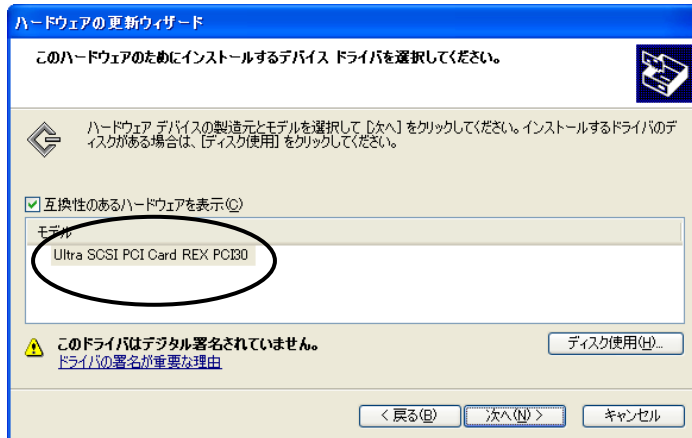 ハードウェアの更新ウィザード
このハードウェアのためにインストールするデバイス ドライバを選択してください。
ハードウェア デバイスの製造元とモデルを選択して [次へ] をクリックしてください。インストールするドライバのデ
ィスクがある場合は、[ディスク使用] をクリックしてください。
互換性のあるハードウェアを表示(C)
モデル
Ultra SCSI PCI Card REX PCI30
このドライバはデジタル署名されていません。
ドライバの署名が重要な理由
ディスク使用(H)...
< 戻る(B)
次へ(N) >
キャンセル